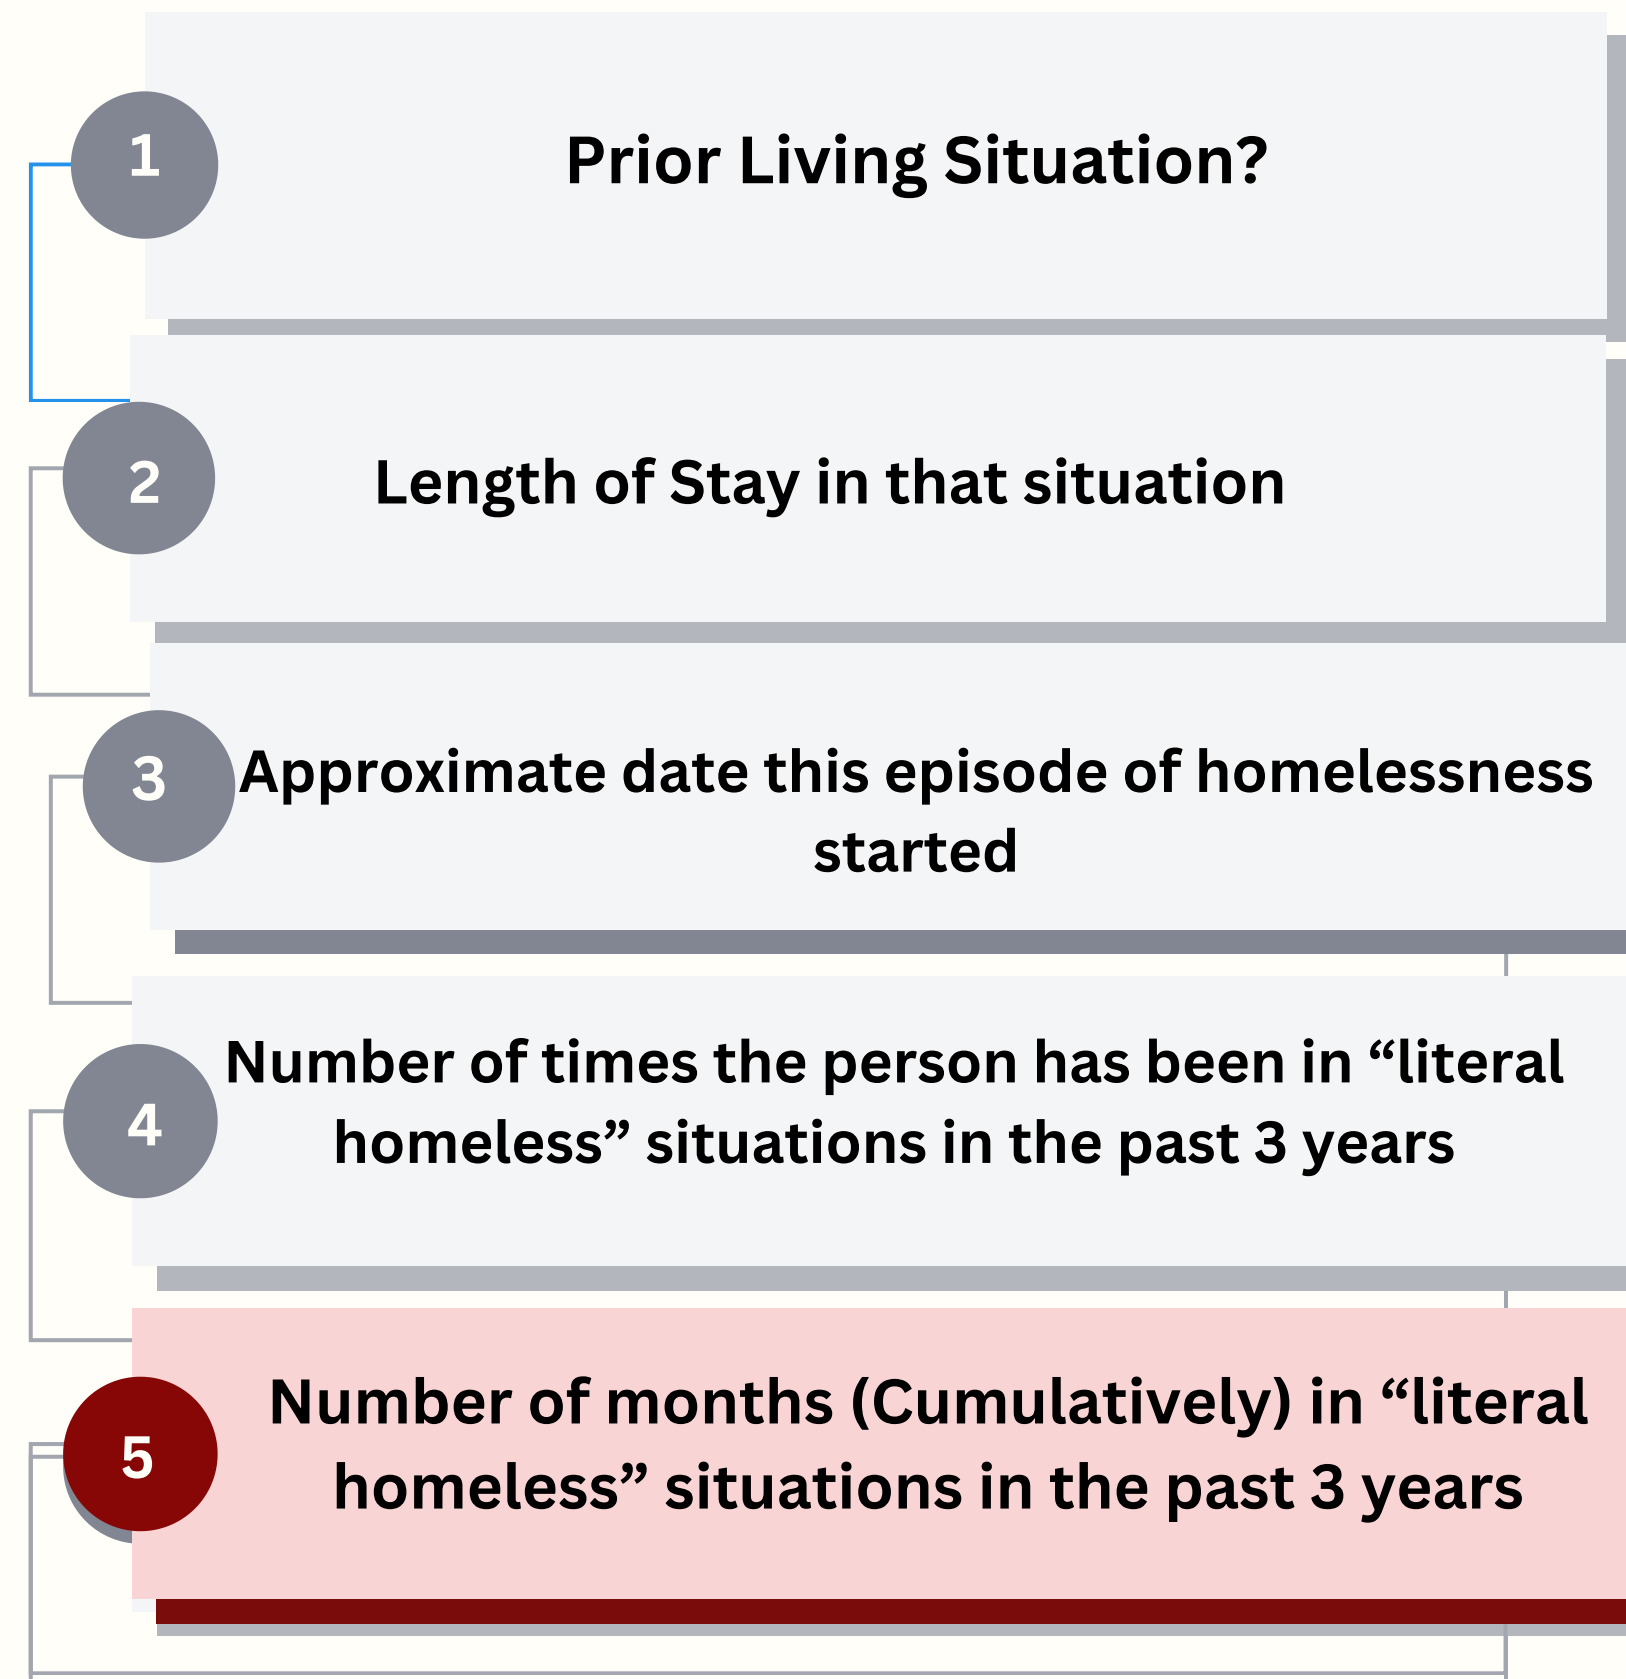 1
Prior Living Situation?
2
Length of Stay in that situation
3
Approximate date this episode of homelessness
started
4
Number of times the person has been in “literal
homeless” situations in the past 3 years
5
Number of months (Cumulatively) in “literal
homeless” situations in the past 3 years